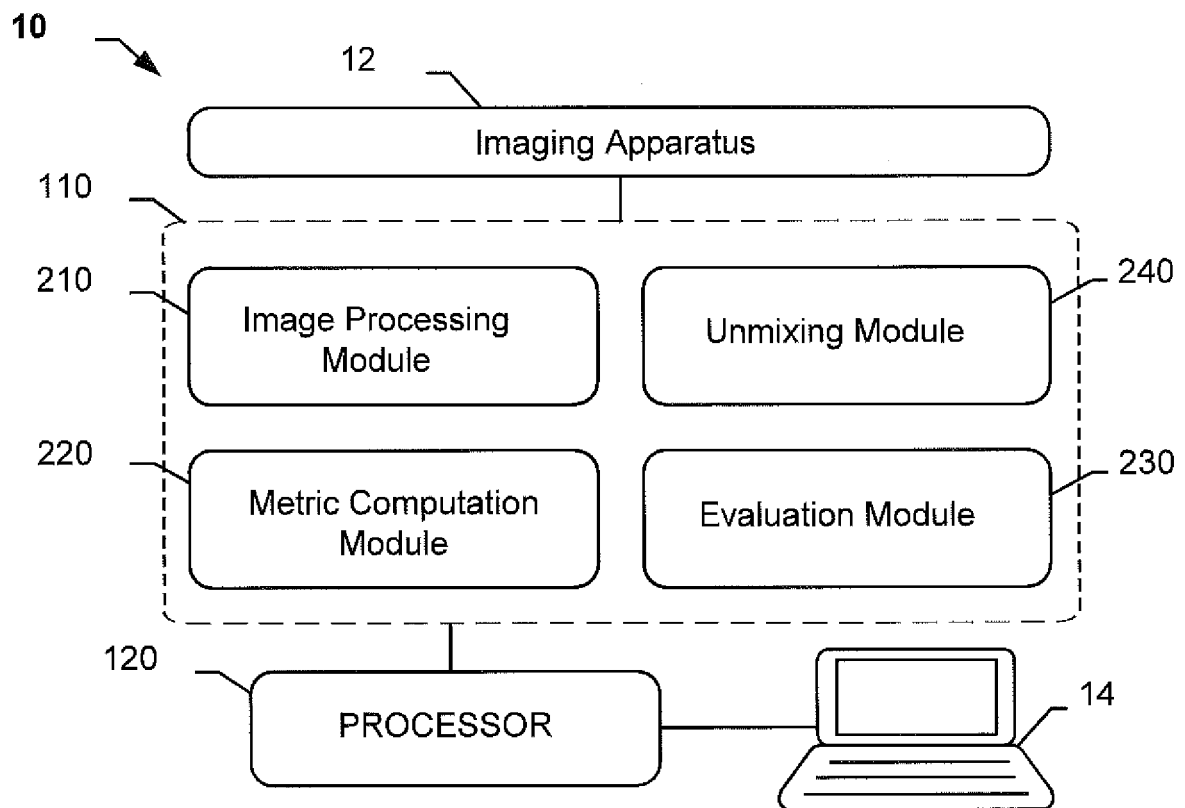 10
12
Imaging Apparatus
110
210
Image Processing
Module
240
Unmixing Module
220
Metric Computation
Module
230
Evaluation Module
120
PROCESSOR
14